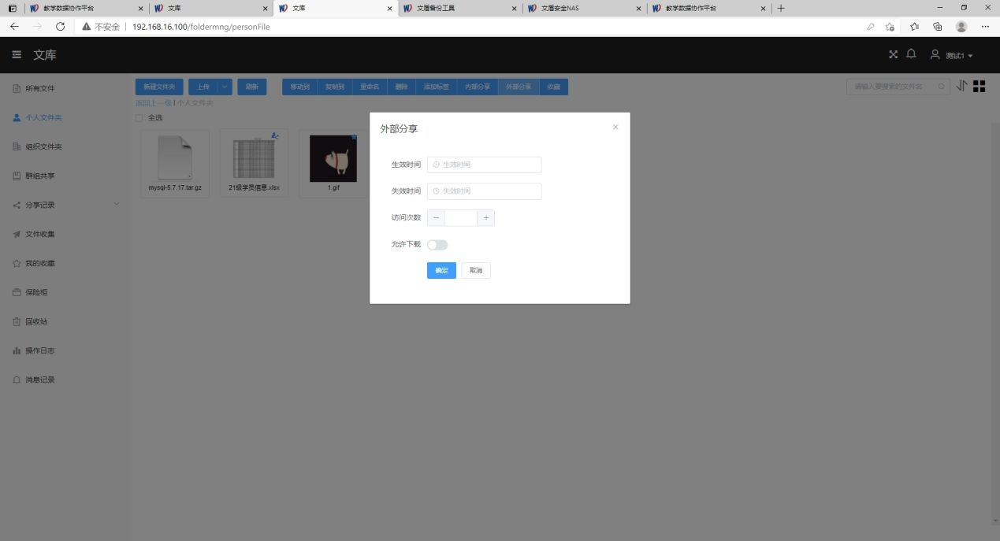 教学数据协作平台
文库
文库
文盾备份工具
文盾安全NAS
教学数据协作平台
不安全 192.168.16.100/foldermng/personFile
文库
测试1
所有文件
个人文件夹
组织文件夹
群组共享
分享记录
文件收集
我的收藏
保险柜
回收站
操作日志
消息记录
新建文件夹 上传 刷新 移动到 复制到 重命名 删除 添加标签 内部分享 外部分享 收藏
请输入要搜索的文件名
返回上一级 | 个人文件夹
全选
mysql-5.7.17.tar.gz
21级学员信息.xlsx
1.gif
外部分享
生效时间 生效时间
失效时间 失效时间
访问次数
允许下载
确定 取消